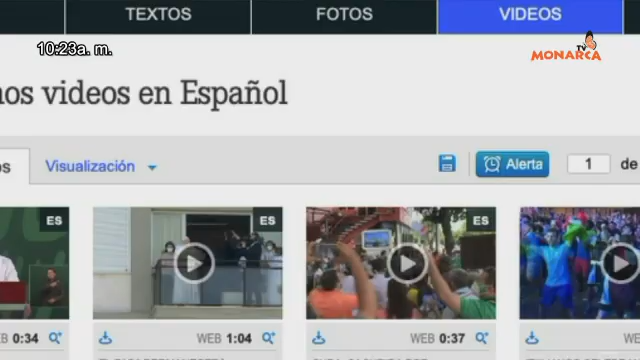 TEXTOS FOTOS VIDEOS
10:23a. m.
TV
MONARCA
nos videos en Español
os Visualización Alerta 1 de
ES ES ES
WEB 0:34 WEB 1:04 WEB 0:37 WEB